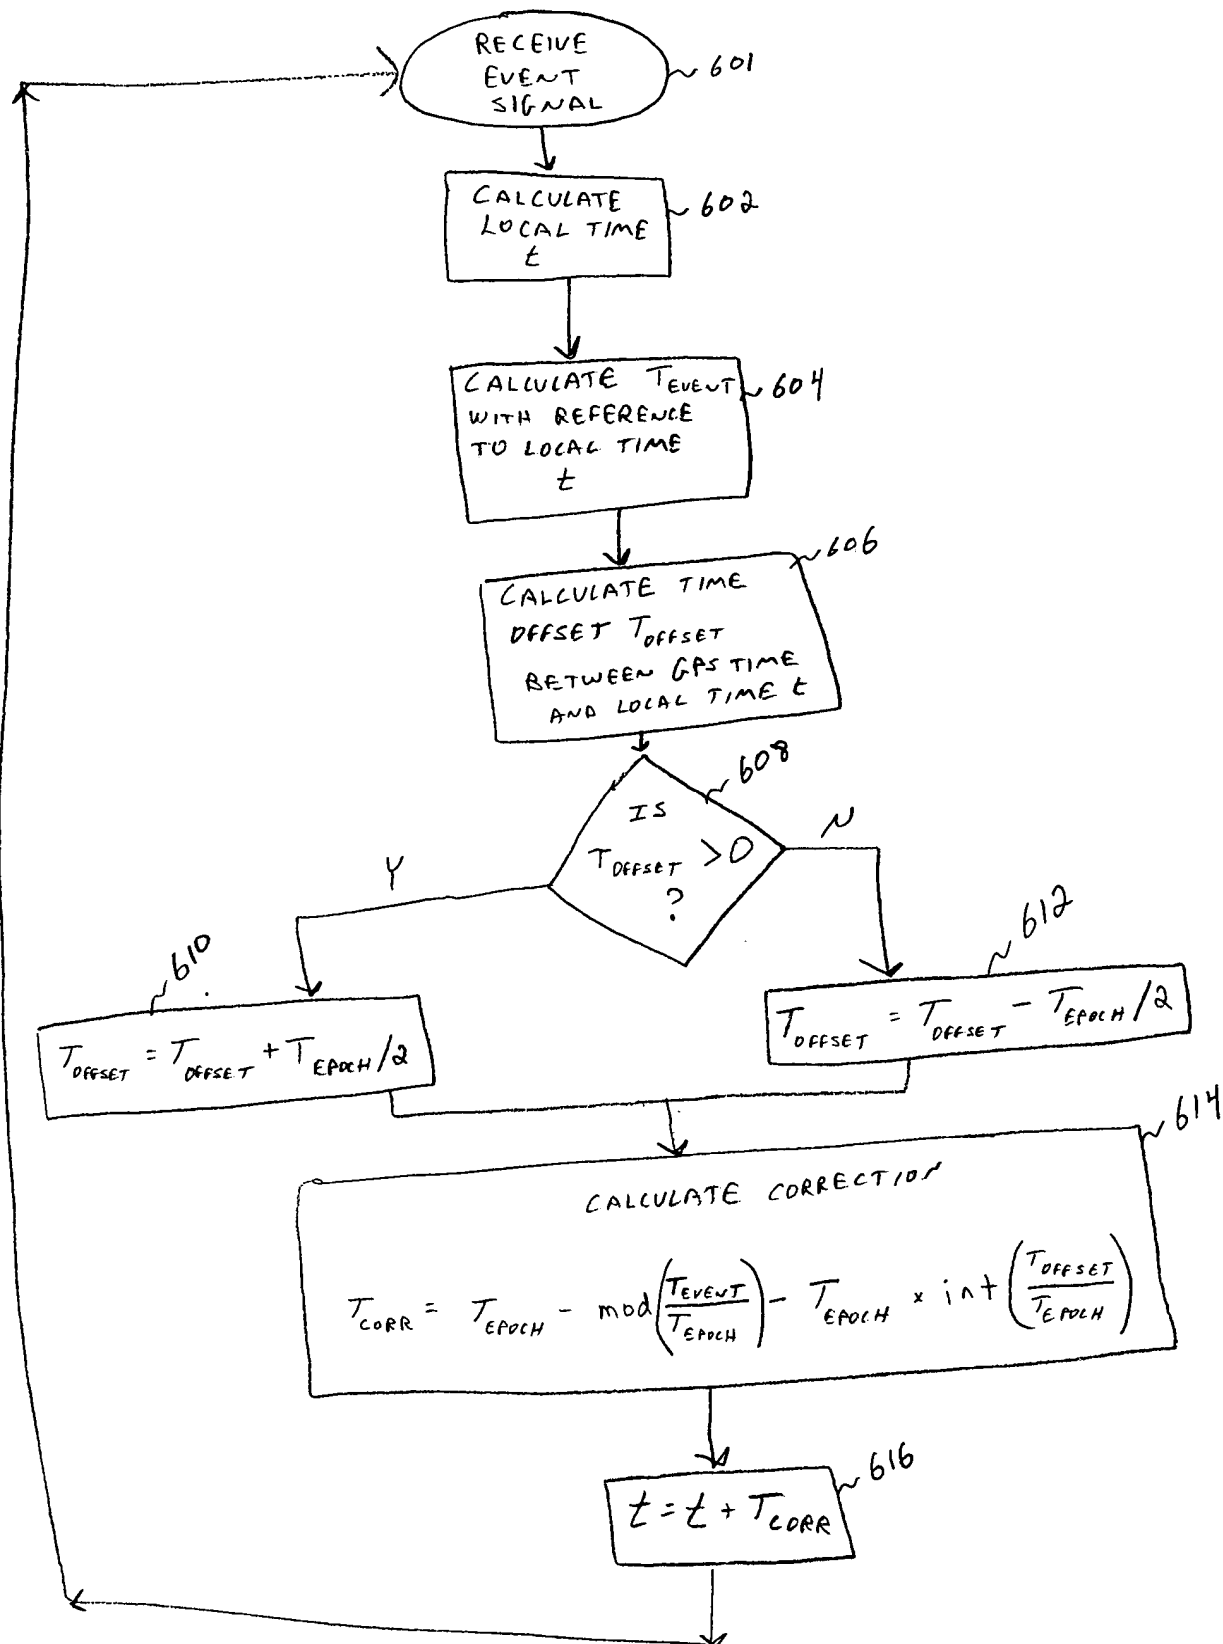 RECEIVE
EVENT
SIGNAL
601
CALCULATE
LOCAL TIME
t
602
CALCULATE T_EVENT
WITH REFERENCE
TO LOCAL TIME
t
604
CALCULATE TIME
OFFSET T_OFFSET
BETWEEN GPS TIME
AND LOCAL TIME t
606
608
IS
T_OFFSET >0
?
Y
N
610
T_OFFSET = T_OFFSET + T_EPOCH/2
612
T_OFFSET = T_OFFSET - T_EPOCH/2
614
CALCULATE CORRECTION
T_CORR = T_EPOCH - mod(T_EVENT/T_EPOCH) - T_EPOCH × int(T_OFFSET/T_EPOCH)
616
t = t + T_CORR